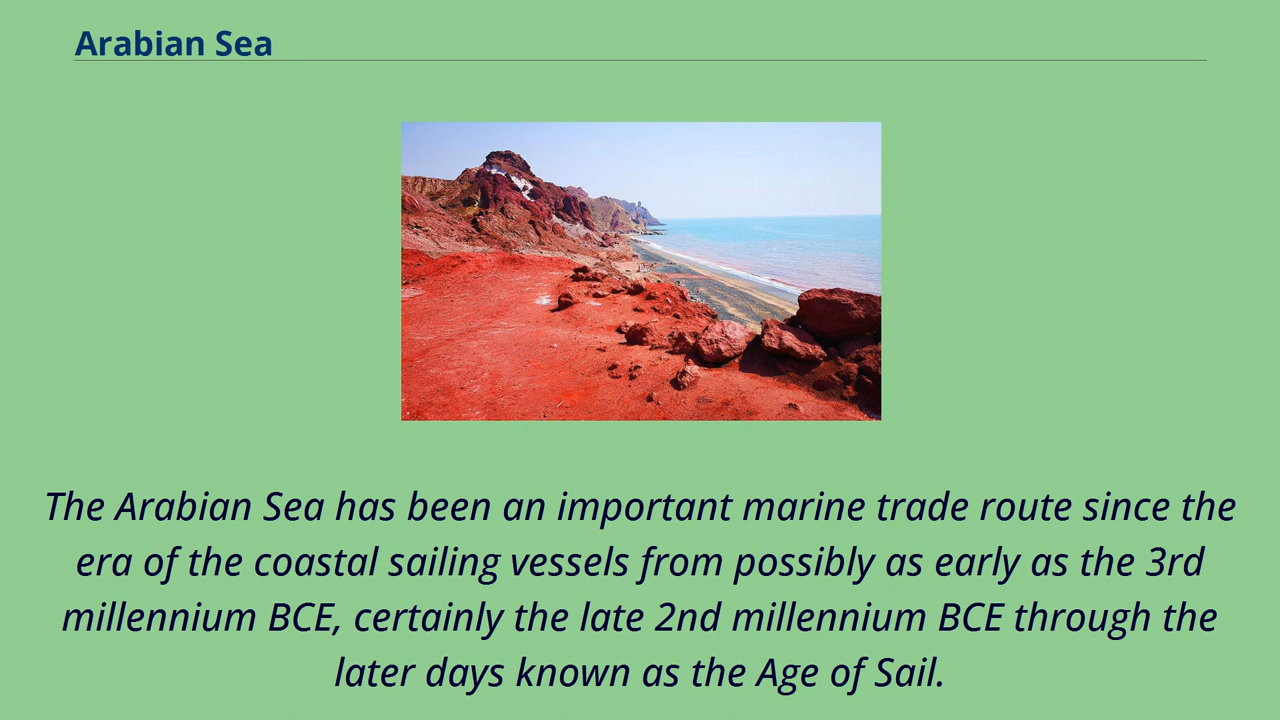 Arabian Sea
The Arabian Sea has been an important marine trade route since the
era of the coastal sailing vessels from possibly as early as the 3rd
millennium BCE, certainly the late 2nd millennium BCE through the
later days known as the Age of Sail.